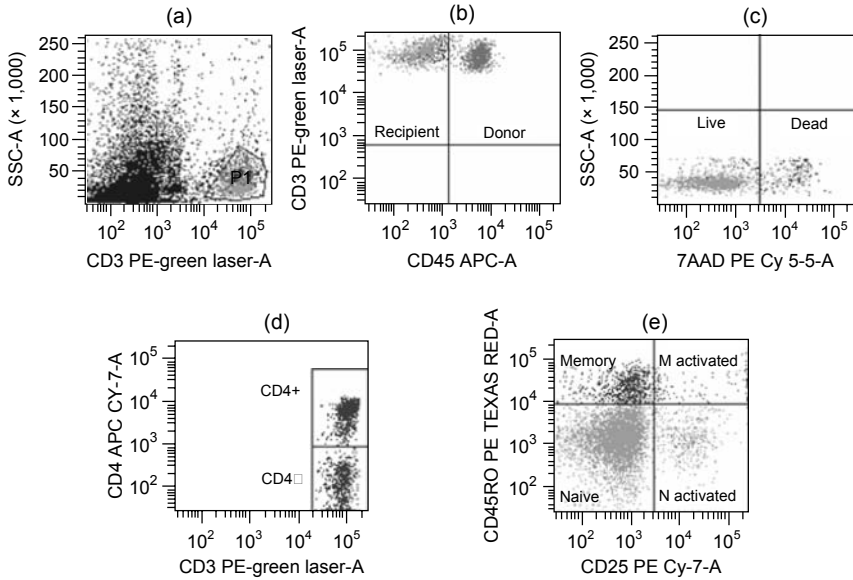 (a)
SSC-A (× 1,000)
250
200
150
100
50
P1
10²
10³
10⁴
10⁵
CD3 PE-green laser-A
(b)
CD3 PE-green laser-A
10⁵
10⁴
10³
10²
Recipient
Donor
10²
10³
10⁴
10⁵
CD45 APC-A
(c)
SSC-A (× 1,000)
250
200
150
100
50
Live
Dead
10²
10³
10⁴
10⁵
7AAD PE Cy 5-5-A
(d)
CD4 APC CY-7-A
10⁵
10⁴
10³
10²
CD4+
CD4□
10²
10³
10⁴
10⁵
CD3 PE-green laser-A
(e)
CD45RO PE TEXAS RED-A
10⁵
10⁴
10³
10²
Memory
M activated
Naive
N activated
10²
10³
10⁴
10⁵
CD25 PE Cy-7-A